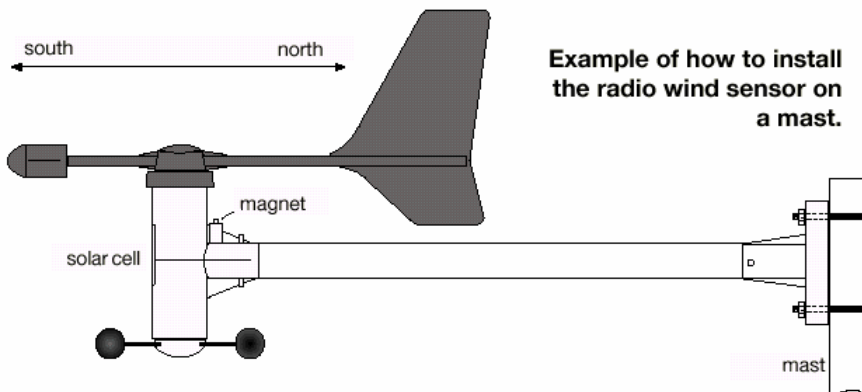 south
north
Example of how to install
the radio wind sensor on
a mast.
magnet
solar cell
mast